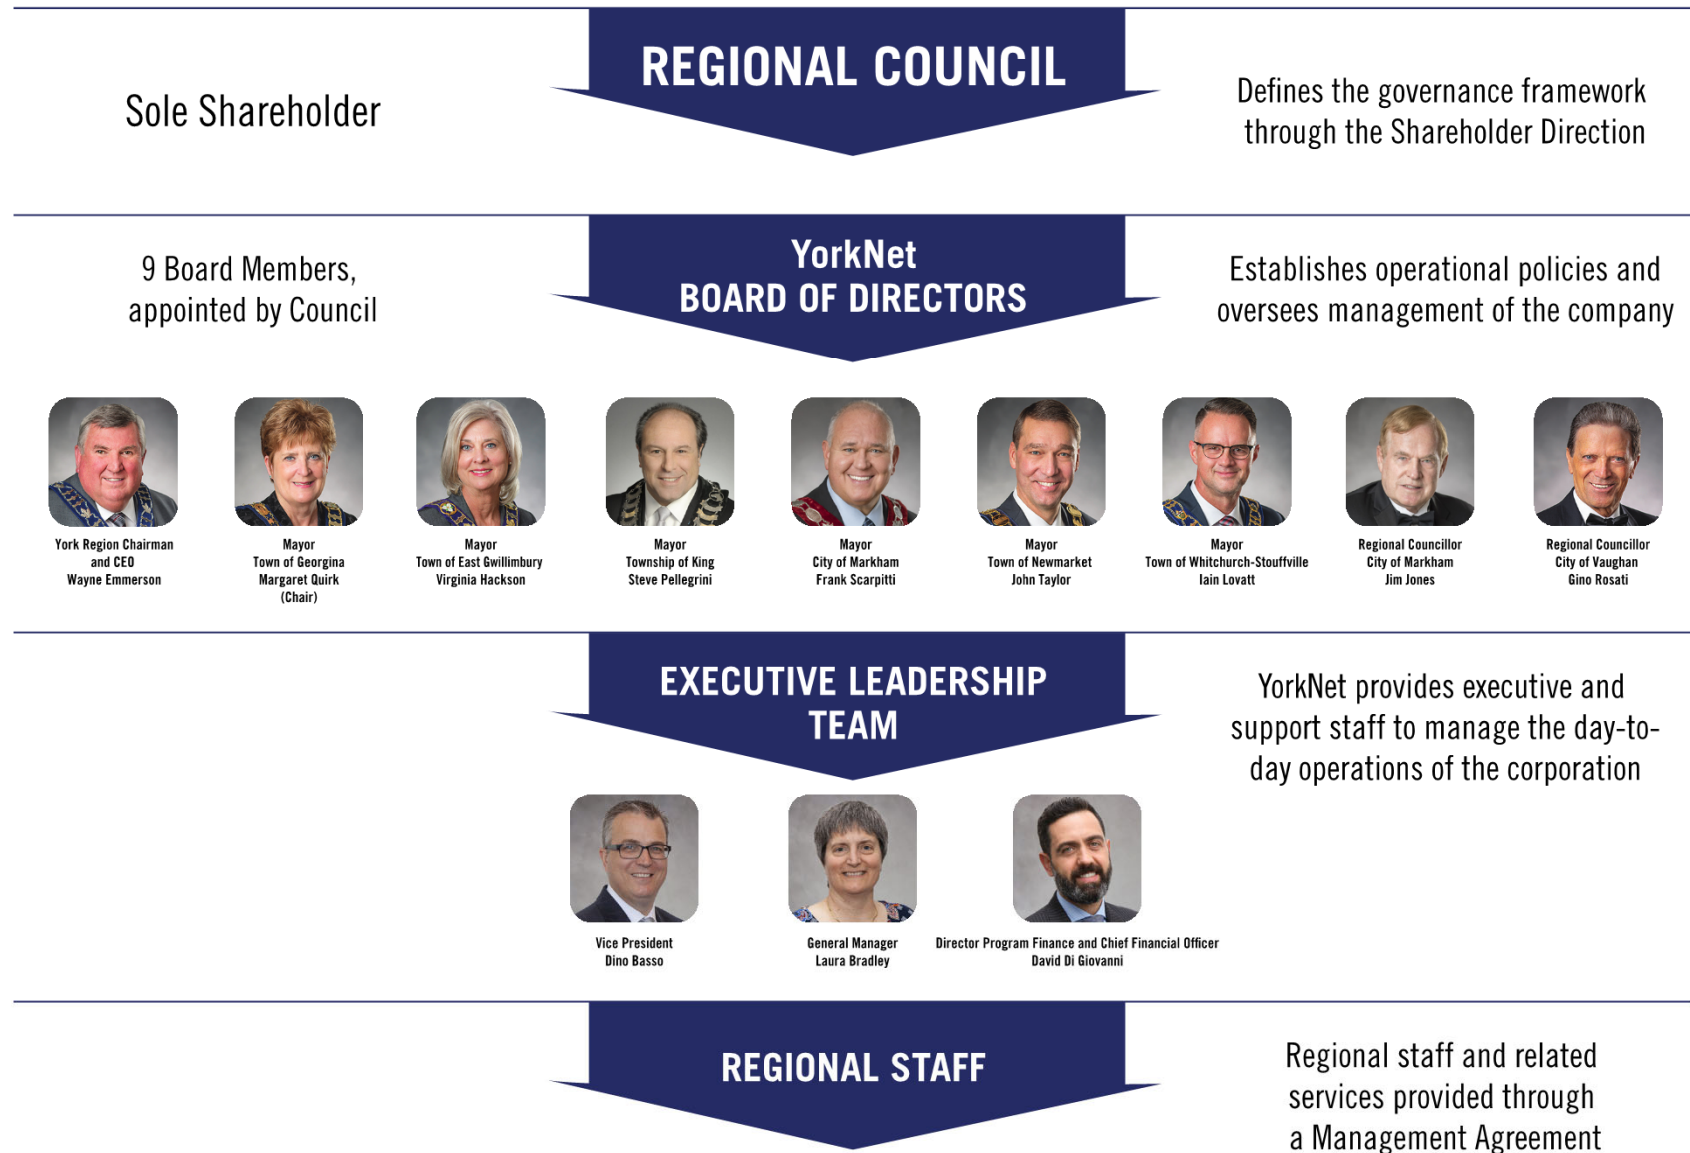 REGIONAL COUNCIL
Sole Shareholder
Defines the governance framework
through the Shareholder Direction
9 Board Members,
appointed by Council
YorkNet
BOARD OF DIRECTORS
Establishes operational policies and
oversees management of the company
York Region Chairman
and CEO
Wayne Emmerson
Mayor
Town of Georgina
Margaret Quirk
(Chair)
Mayor
Town of East Gwillimbury
Virginia Hackson
Mayor
Township of King
Steve Pellegrini
Mayor
City of Markham
Frank Scarpitti
Mayor
Town of Newmarket
John Taylor
Mayor
Town of Whitchurch-Stouffville
Iain Lovatt
Regional Councillor
City of Markham
Jim Jones
Regional Councillor
City of Vaughan
Gino Rosati
EXECUTIVE LEADERSHIP
TEAM
YorkNet provides executive and
support staff to manage the day-to-
day operations of the corporation
Vice President
Dino Basso
General Manager
Laura Bradley
Director Program Finance and Chief Financial Officer
David Di Giovanni
REGIONAL STAFF
Regional staff and related
services provided through
a Management Agreement